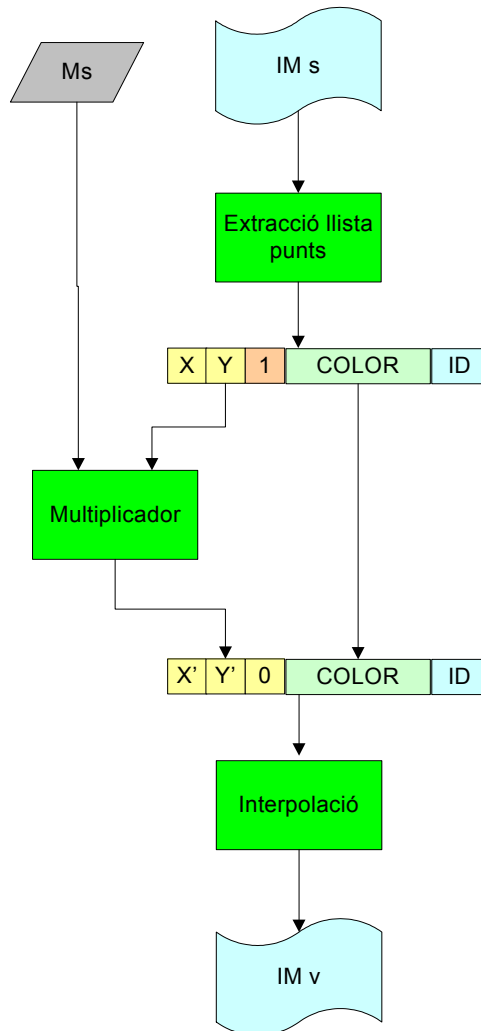 Ms
IM s
Extracció llista
punts
X Y 1 COLOR ID
Multiplicador
X' Y' 0 COLOR ID
Interpolació
IM v